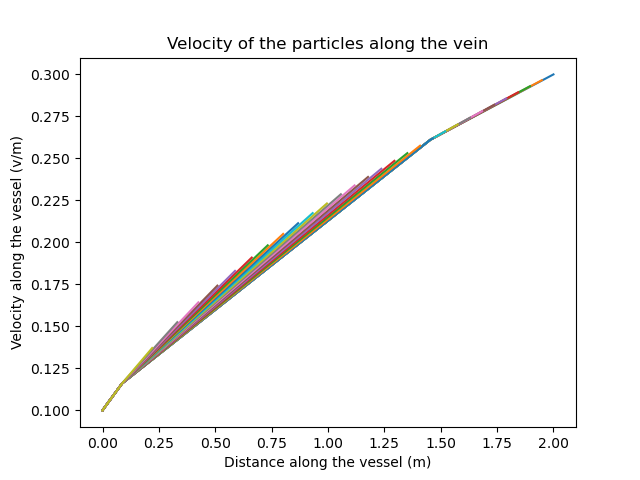 Velocity of the particles along the vein
0.300
0.275
0.250
0.225
0.200
0.175
0.150
0.125
0.100
Velocity along the vessel (v/m)
0.00 0.25 0.50 0.75 1.00 1.25 1.50 1.75 2.00
Distance along the vessel (m)